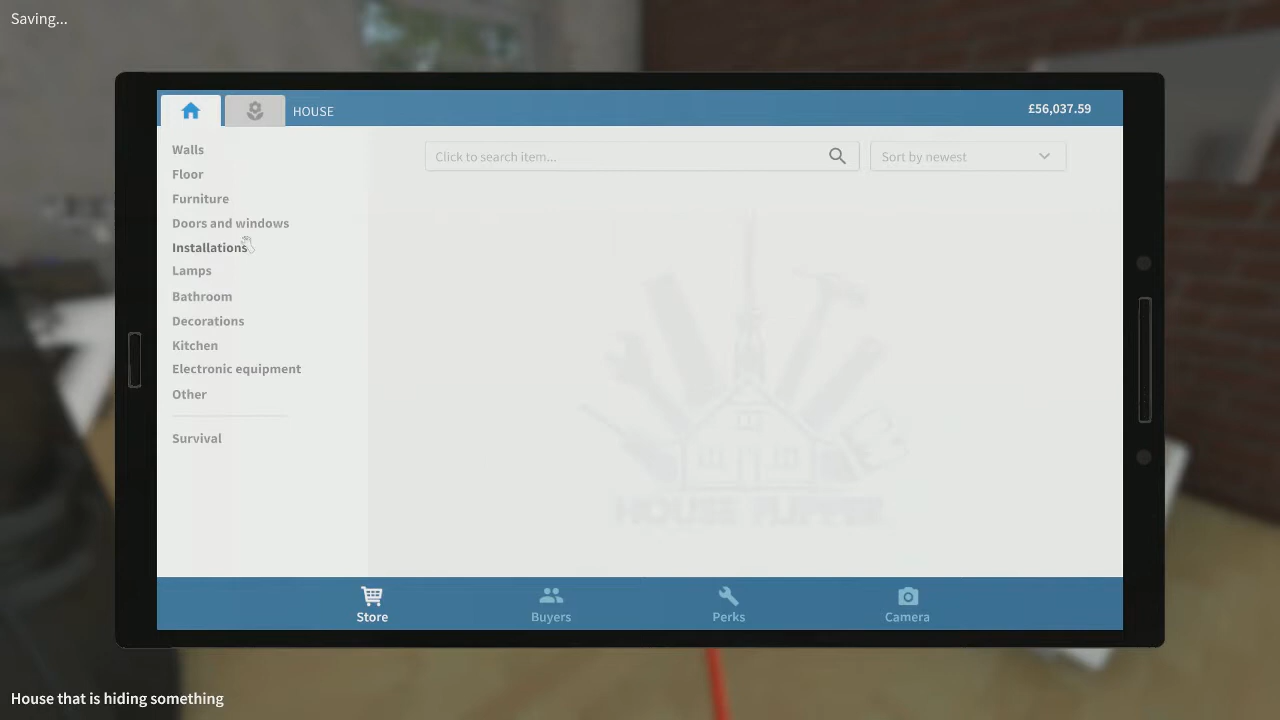 Saving...
HOUSE
£56,037.59
Walls
Click to search item...
Sort by newest
Floor
Furniture
Doors and windows
Installations
Lamps
Bathroom
Decorations
Kitchen
Electronic equipment
Other
Survival
HOUSE FLIPPER
Store
Buyers
Perks
Camera
House that is hiding something